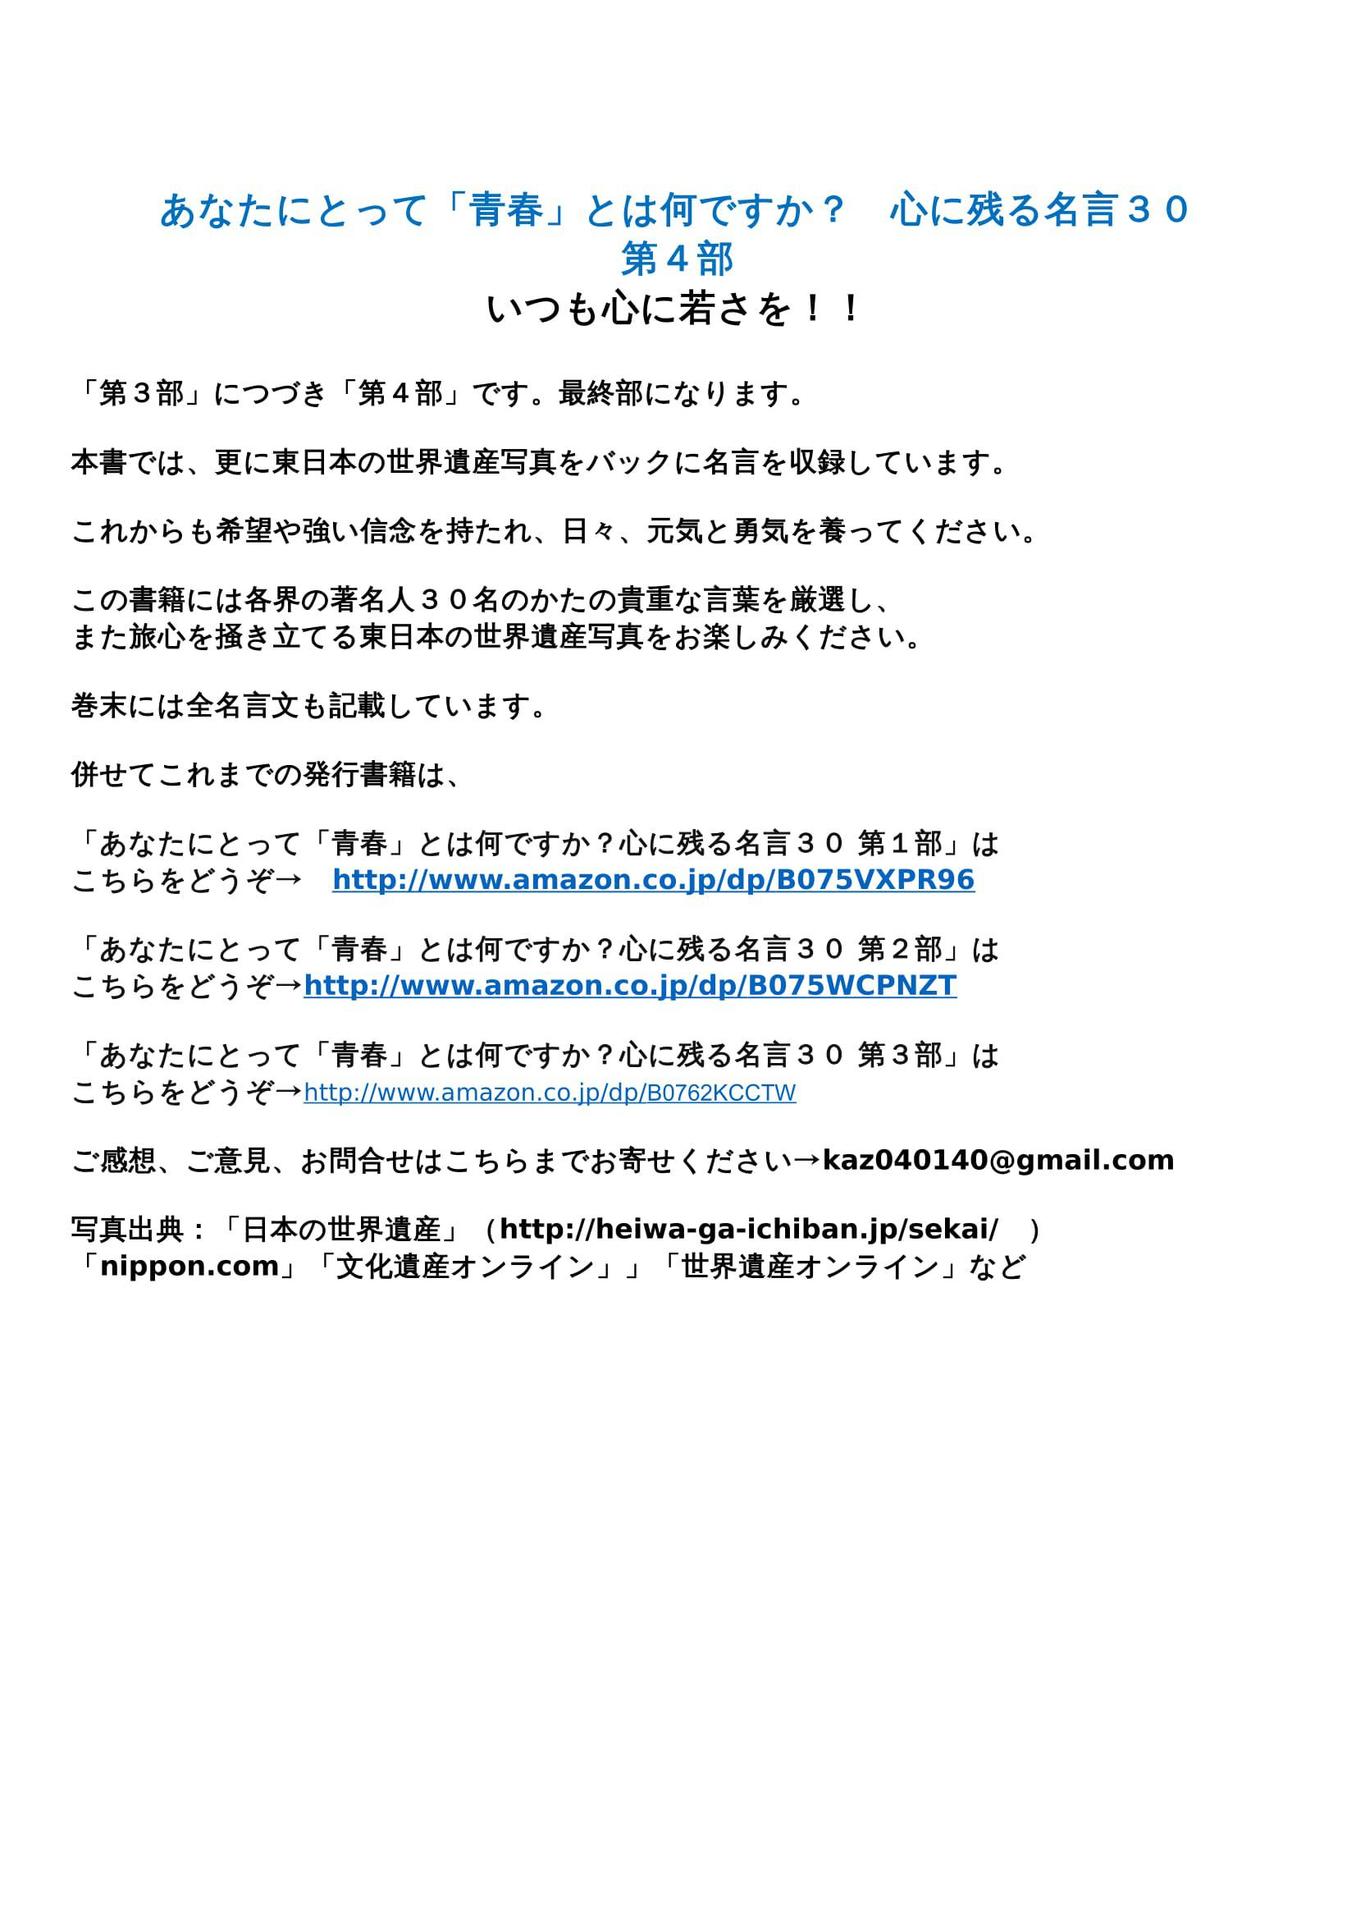 あなたにとって「青春」とは何ですか？　心に残る名言３０
第４部
いつも心に若さを！！
「第３部」につづき「第４部」です。最終部になります。
本書では、更に東日本の世界遺産写真をバックに名言を収録しています。
これからも希望や強い信念を持たれ、日々、元気と勇気を養ってください。
この書籍には各界の著名人３０名のかたの貴重な言葉を厳選し、
また旅心を掻き立てる東日本の世界遺産写真をお楽しみください。
巻末には全名言文も記載しています。
併せてこれまでの発行書籍は、
「あなたにとって「青春」とは何ですか？心に残る名言３０ 第１部」は
こちらをどうぞ→　http://www.amazon.co.jp/dp/B075VXPR96
「あなたにとって「青春」とは何ですか？心に残る名言３０ 第２部」は
こちらをどうぞ→http://www.amazon.co.jp/dp/B075WCPNZT
「あなたにとって「青春」とは何ですか？心に残る名言３０ 第３部」は
こちらをどうぞ→http://www.amazon.co.jp/dp/B0762KCCTW
ご感想、ご意見、お問合せはこちらまでお寄せください→kaz040140@gmail.com
写真出典：「日本の世界遺産」（http://heiwa-ga-ichiban.jp/sekai/　）
「nippon.com」「文化遺産オンライン」」「世界遺産オンライン」など